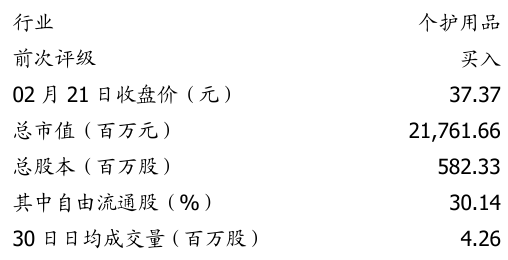 行业 个护用品
前次评级 买入
02 月 21 日收盘价（元） 37.37
总市值（百万元） 21,761.66
总股本（百万股） 582.33
其中自由流通股（%） 30.14
30 日日均成交量（百万股） 4.26